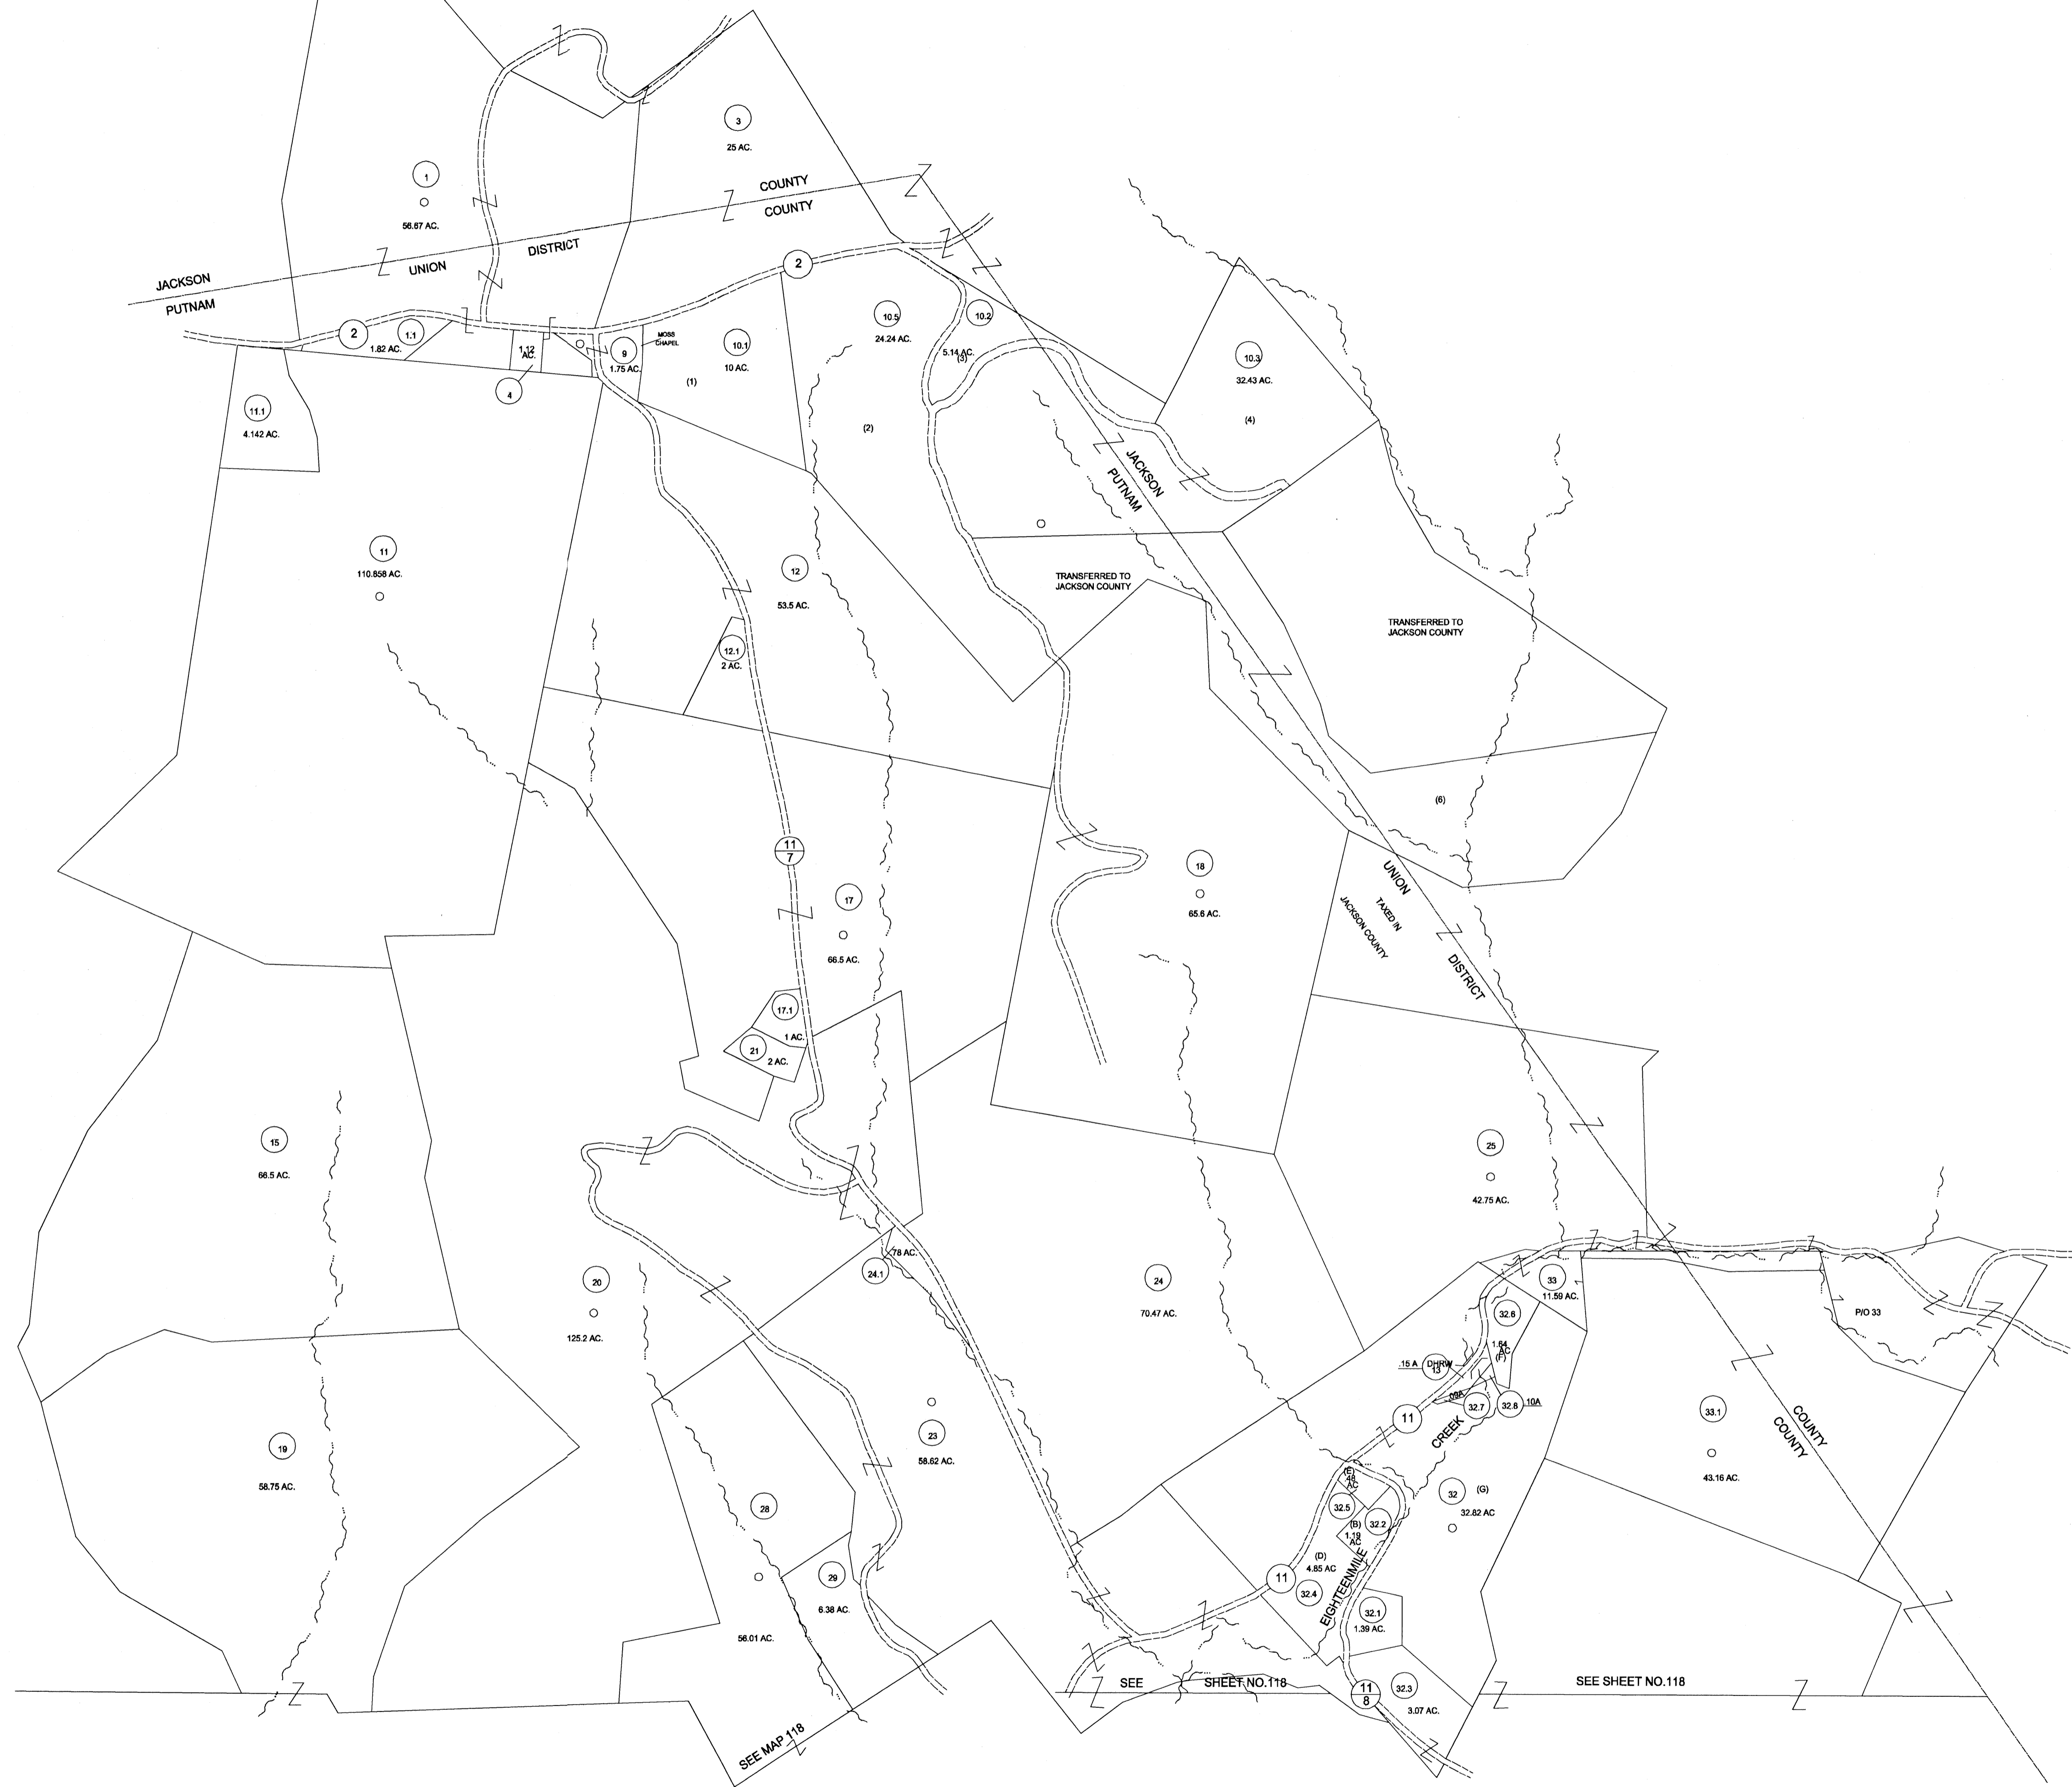 3
25 AC.
1
56.67 AC.
COUNTY
COUNTY
DISTRICT
UNION
JACKSON
PUTNAM
2
2
1.1
1.82 AC.
1.12
AC.
4
9
1.75 AC.
MOSS
CHAPEL
10.1
10 AC.
(1)
10.5
24.24 AC.
(2)
10.2
5.14 AC.
(3)
10.3
32.43 AC.
(4)
11.1
4.142 AC.
JACKSON
PUTNAM
11
110.858 AC.
12
53.5 AC.
12.1
2 AC.
TRANSFERRED TO
JACKSON COUNTY
TRANSFERRED TO
JACKSON COUNTY
(6)
11
7
17
66.5 AC.
18
65.6 AC.
UNION
TAXED IN
JACKSON COUNTY
DISTRICT
17.1
1 AC.
21
2 AC.
15
66.5 AC.
25
42.75 AC.
20
125.2 AC.
.78 AC.
24.1
24
70.47 AC.
33
11.59 AC.
32.6
1.64
AC
(F)
P/O 33
.15 A
DHRW
13
.09A
32.7
32.8
.10A
11
CREEK
33.1
43.16 AC.
COUNTY
COUNTY
19
58.75 AC.
23
58.62 AC.
28
56.01 AC.
29
6.38 AC.
(E)
.48
AC
32.5
(B)
1.19
AC
32.2
32
(G)
32.82 AC
(D)
4.85 AC
32.4
11
EIGHTEENMILE
32.1
1.39 AC.
32.3
3.07 AC.
11
8
SEE SHEET NO.118
SEE SHEET NO.118
SEE MAP 118